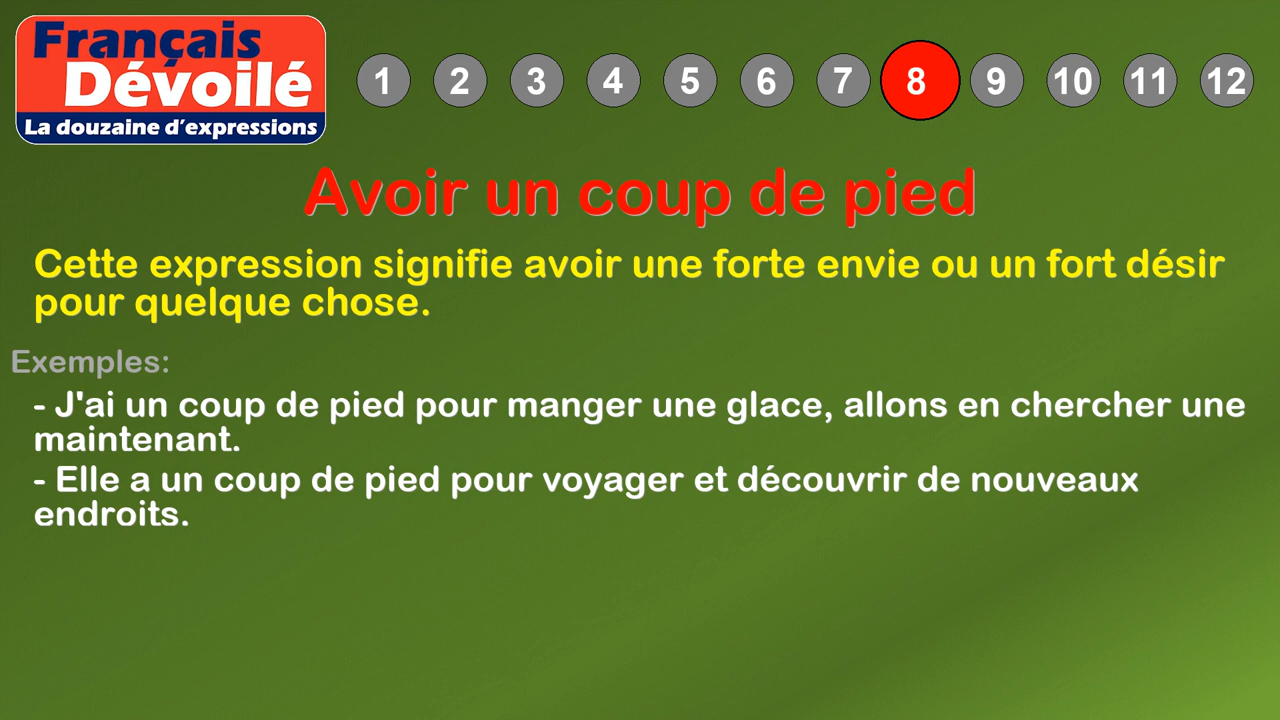 Français
Dévoilé
La douzaine d'expressions
1 2 3 4 5 6 7 8 9 10 11 12
Avoir un coup de pied
Cette expression signifie avoir une forte envie ou un fort désir
pour quelque chose.
Exemples:
- J'ai un coup de pied pour manger une glace, allons en chercher une
maintenant.
- Elle a un coup de pied pour voyager et découvrir de nouveaux
endroits.